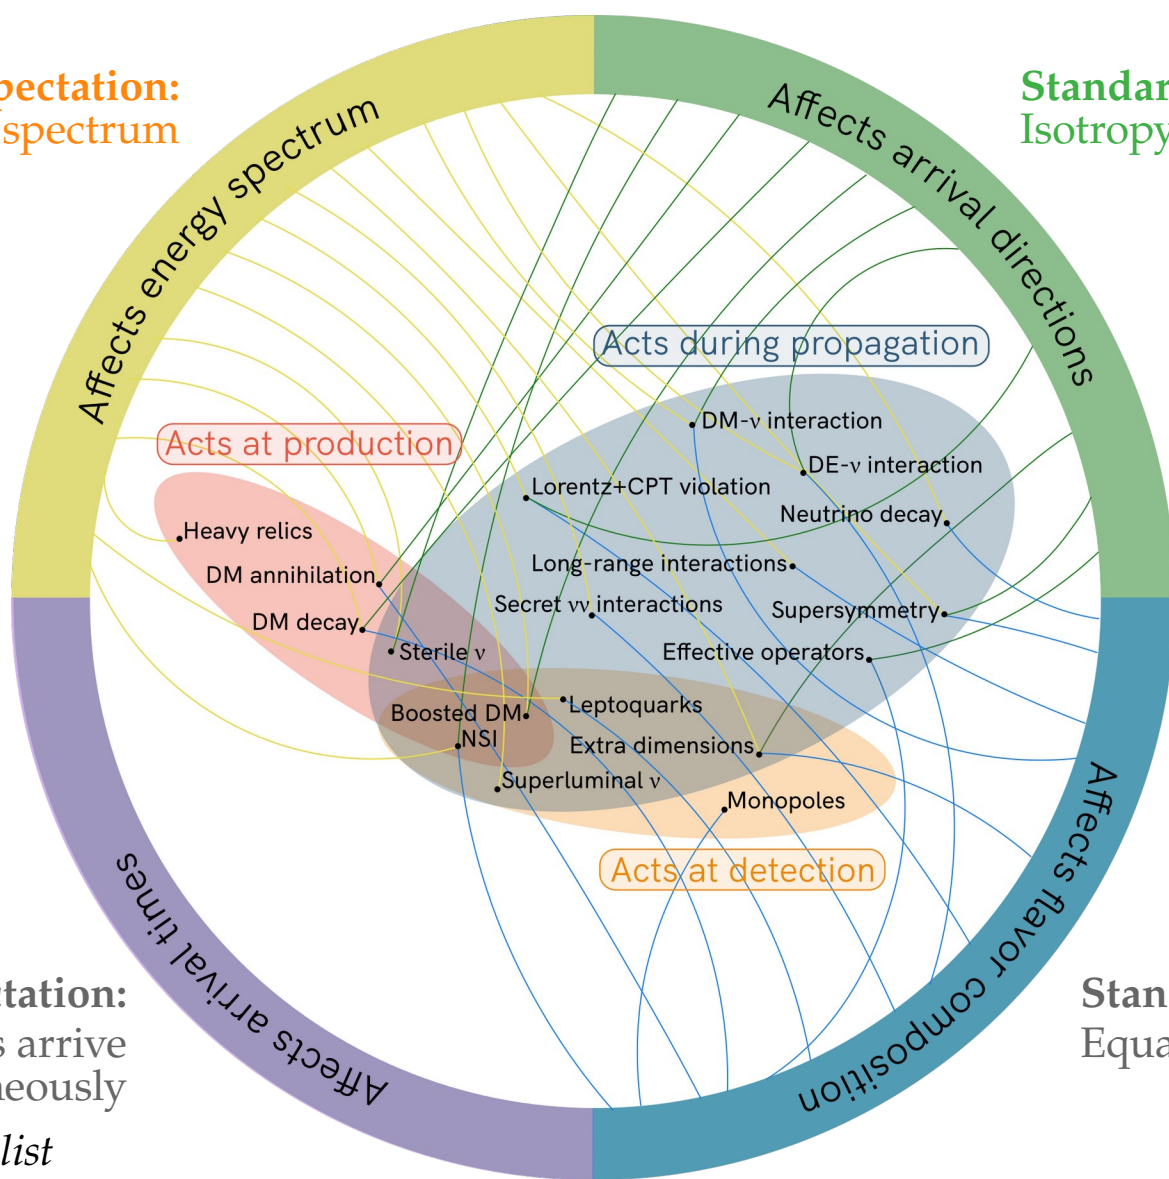 pectation:
spectrum
Standar
Isotropy
Affects energy spectrum
Affects arrival directions
Acts during propagation
DM-ν interaction
Acts at production
DE-ν interaction
Lorentz+CPT violation
Neutrino decay
Heavy relics
Long-range interactions
DM annihilation
Secret νν interactions
Supersymmetry
DM decay
Sterile ν
Effective operators
Leptoquarks
Boosted DM
NSI
Extra dimensions
Superluminal ν
Monopoles
Acts at detection
Affects arrival times
Affects flavor composition
ctation:
s arrive
neously
list
Stan
Equa